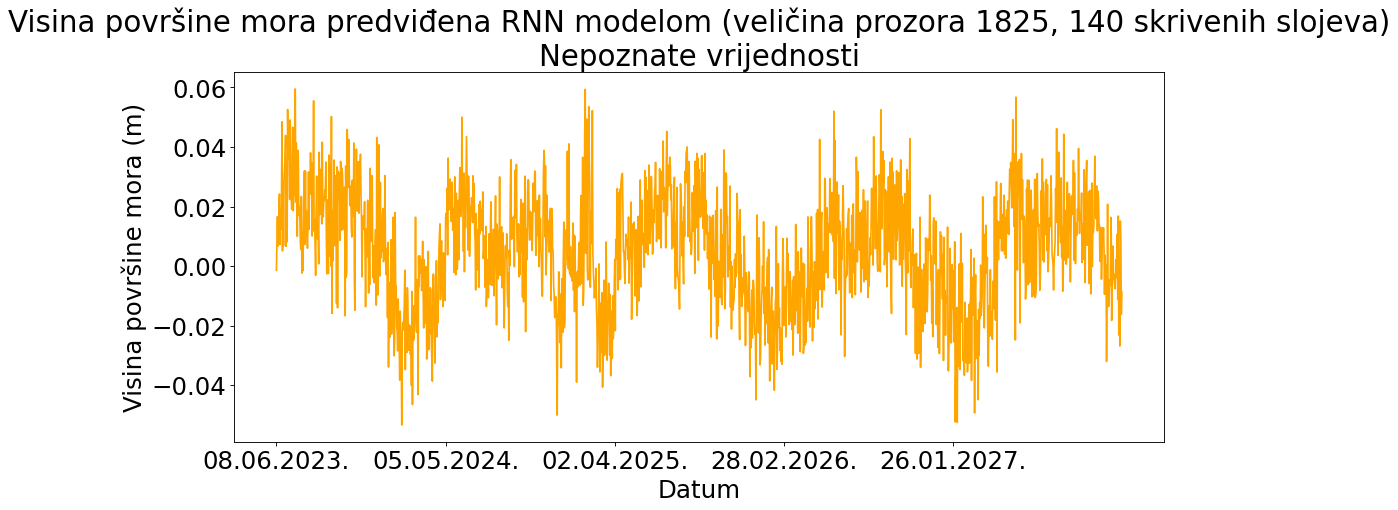 Visina površine mora predviđena RNN modelom (veličina prozora 1825, 140 skrivenih slojeva)
Nepoznate vrijednosti
Visina površine mora (m)
0.06
0.04
0.02
0.00
−0.02
−0.04
08.06.2023. 05.05.2024. 02.04.2025. 28.02.2026. 26.01.2027.
Datum